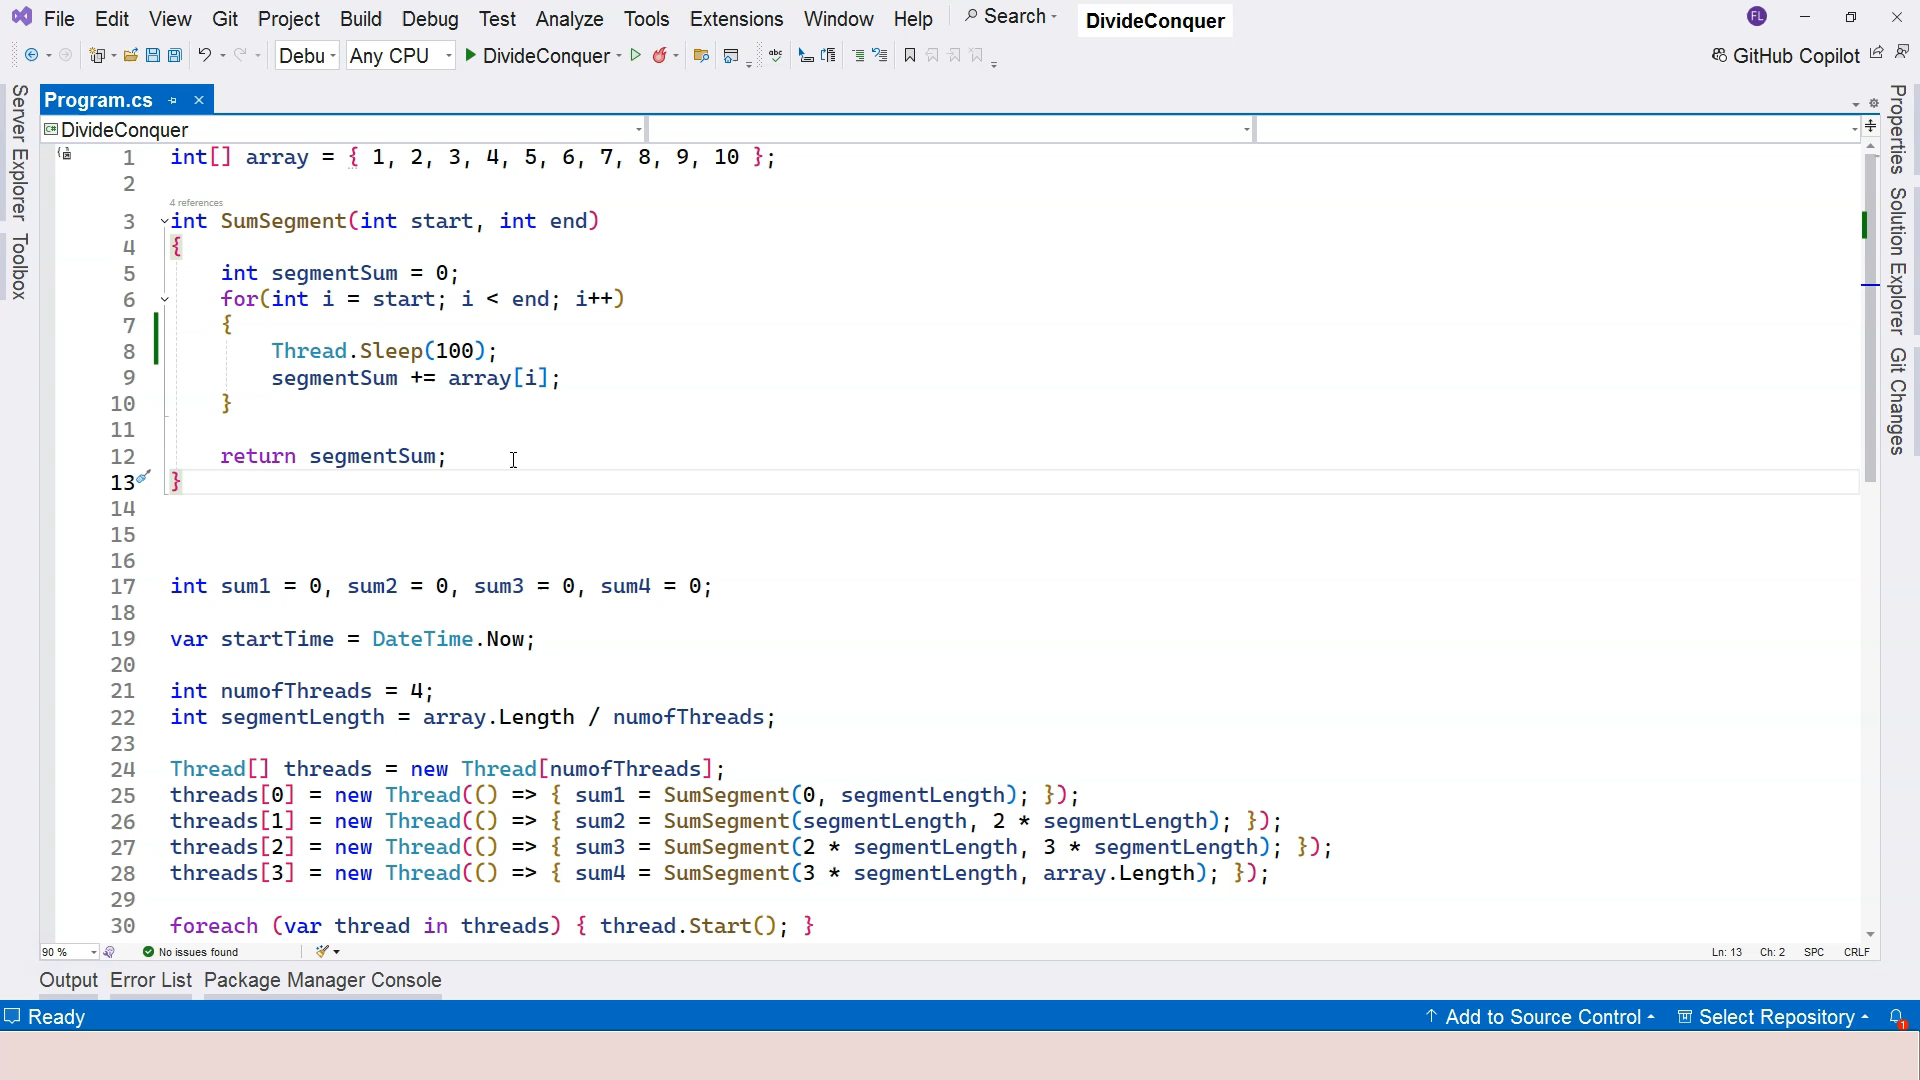 File Edit View Git Project Build Debug Test Analyze Tools Extensions Window Help Search DivideConquer FL
Debu Any CPU DivideConquer abc GitHub Copilot
Server Explorer
Toolbox
Program.cs
C# DivideConquer
1 int[] array = { 1, 2, 3, 4, 5, 6, 7, 8, 9, 10 };
2
4 references
3 int SumSegment(int start, int end)
4 {
5 int segmentSum = 0;
6 for(int i = start; i < end; i++)
7 {
8 Thread.Sleep(100);
9 segmentSum += array[i];
10 }
11
12 return segmentSum;
13 }
14
15
16
17 int sum1 = 0, sum2 = 0, sum3 = 0, sum4 = 0;
18
19 var startTime = DateTime.Now;
20
21 int numofThreads = 4;
22 int segmentLength = array.Length / numofThreads;
23
24 Thread[] threads = new Thread[numofThreads];
25 threads[0] = new Thread(() => { sum1 = SumSegment(0, segmentLength); });
26 threads[1] = new Thread(() => { sum2 = SumSegment(segmentLength, 2 * segmentLength); });
27 threads[2] = new Thread(() => { sum3 = SumSegment(2 * segmentLength, 3 * segmentLength); });
28 threads[3] = new Thread(() => { sum4 = SumSegment(3 * segmentLength, array.Length); });
29
30 foreach (var thread in threads) { thread.Start(); }
Properties
Solution Explorer
Git Changes
90 % No issues found Ln: 13 Ch: 2 SPC CRLF
Output Error List Package Manager Console
Ready Add to Source Control Select Repository 1